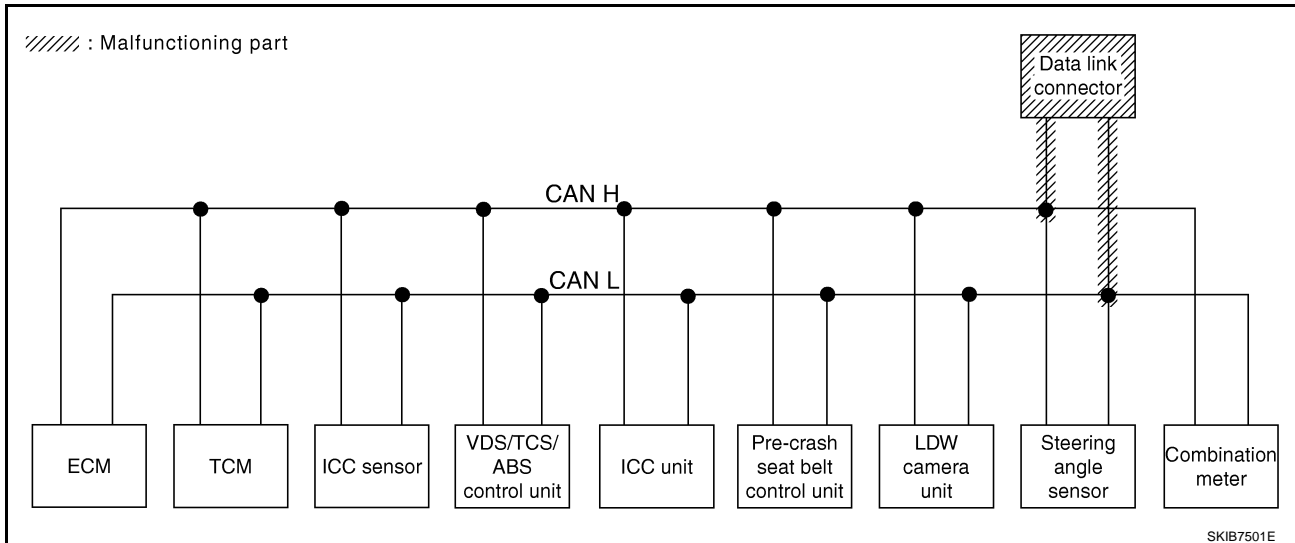 : Malfunctioning part
Data link
connector
CAN H
CAN L
ECM
TCM
ICC sensor
VDS/TCS/
ABS
control unit
ICC unit
Pre-crash
seat belt
control unit
LDW
camera
unit
Steering
angle
sensor
Combination
meter
SKIB7501E